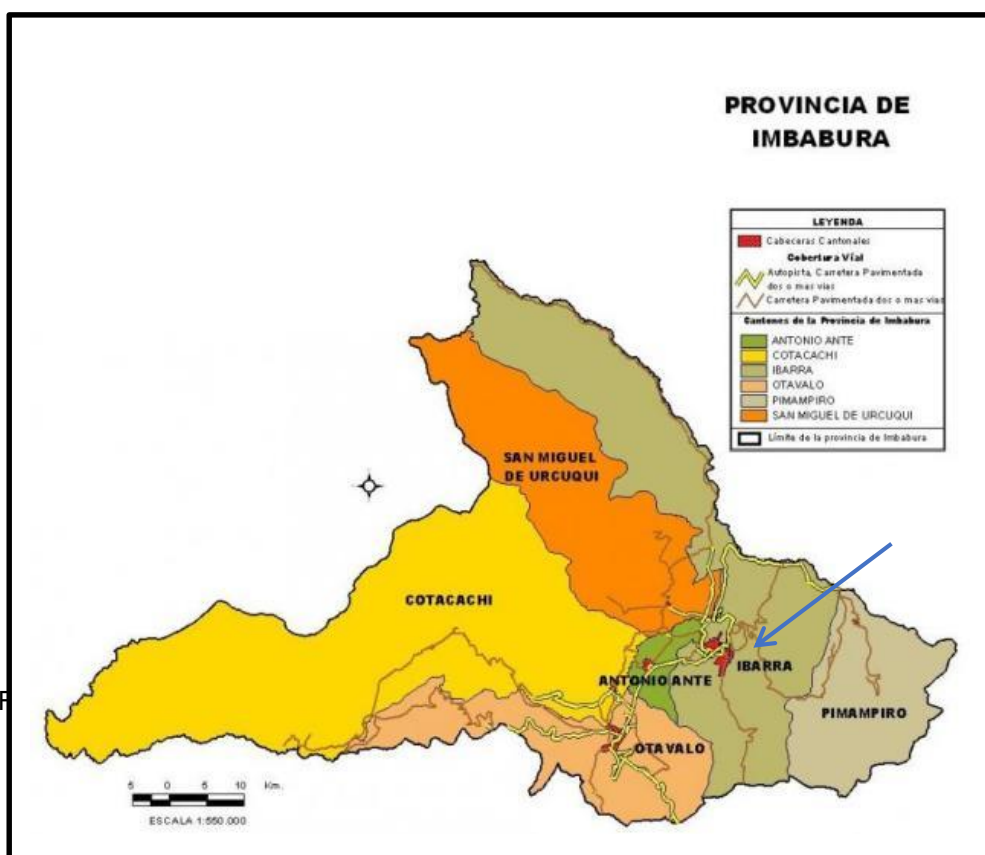 PROVINCIA DE
IMBABURA
LEYENDA
Cabeceras Cantonales
Cobertura Vial
Autopista, Carretera Pavimentada
dos o mas vias
Carretera Pavimentada dos o mas vias
Cantones de la Provincia de Imbabura
ANTONIO ANTE
COTACACHI
IBARRA
OTAVALO
PIMAMPIRO
SAN MIGUEL DE URCUQUI
Límite de la provincia de Imbabura
SAN MIGUEL
DE URCUQUI
COTACACHI
IBARRA
ANTONIO ANTE
PIMAMPIRO
OTAVALO
F
5 0 5 10 Km.
ESCALA 1:550.000